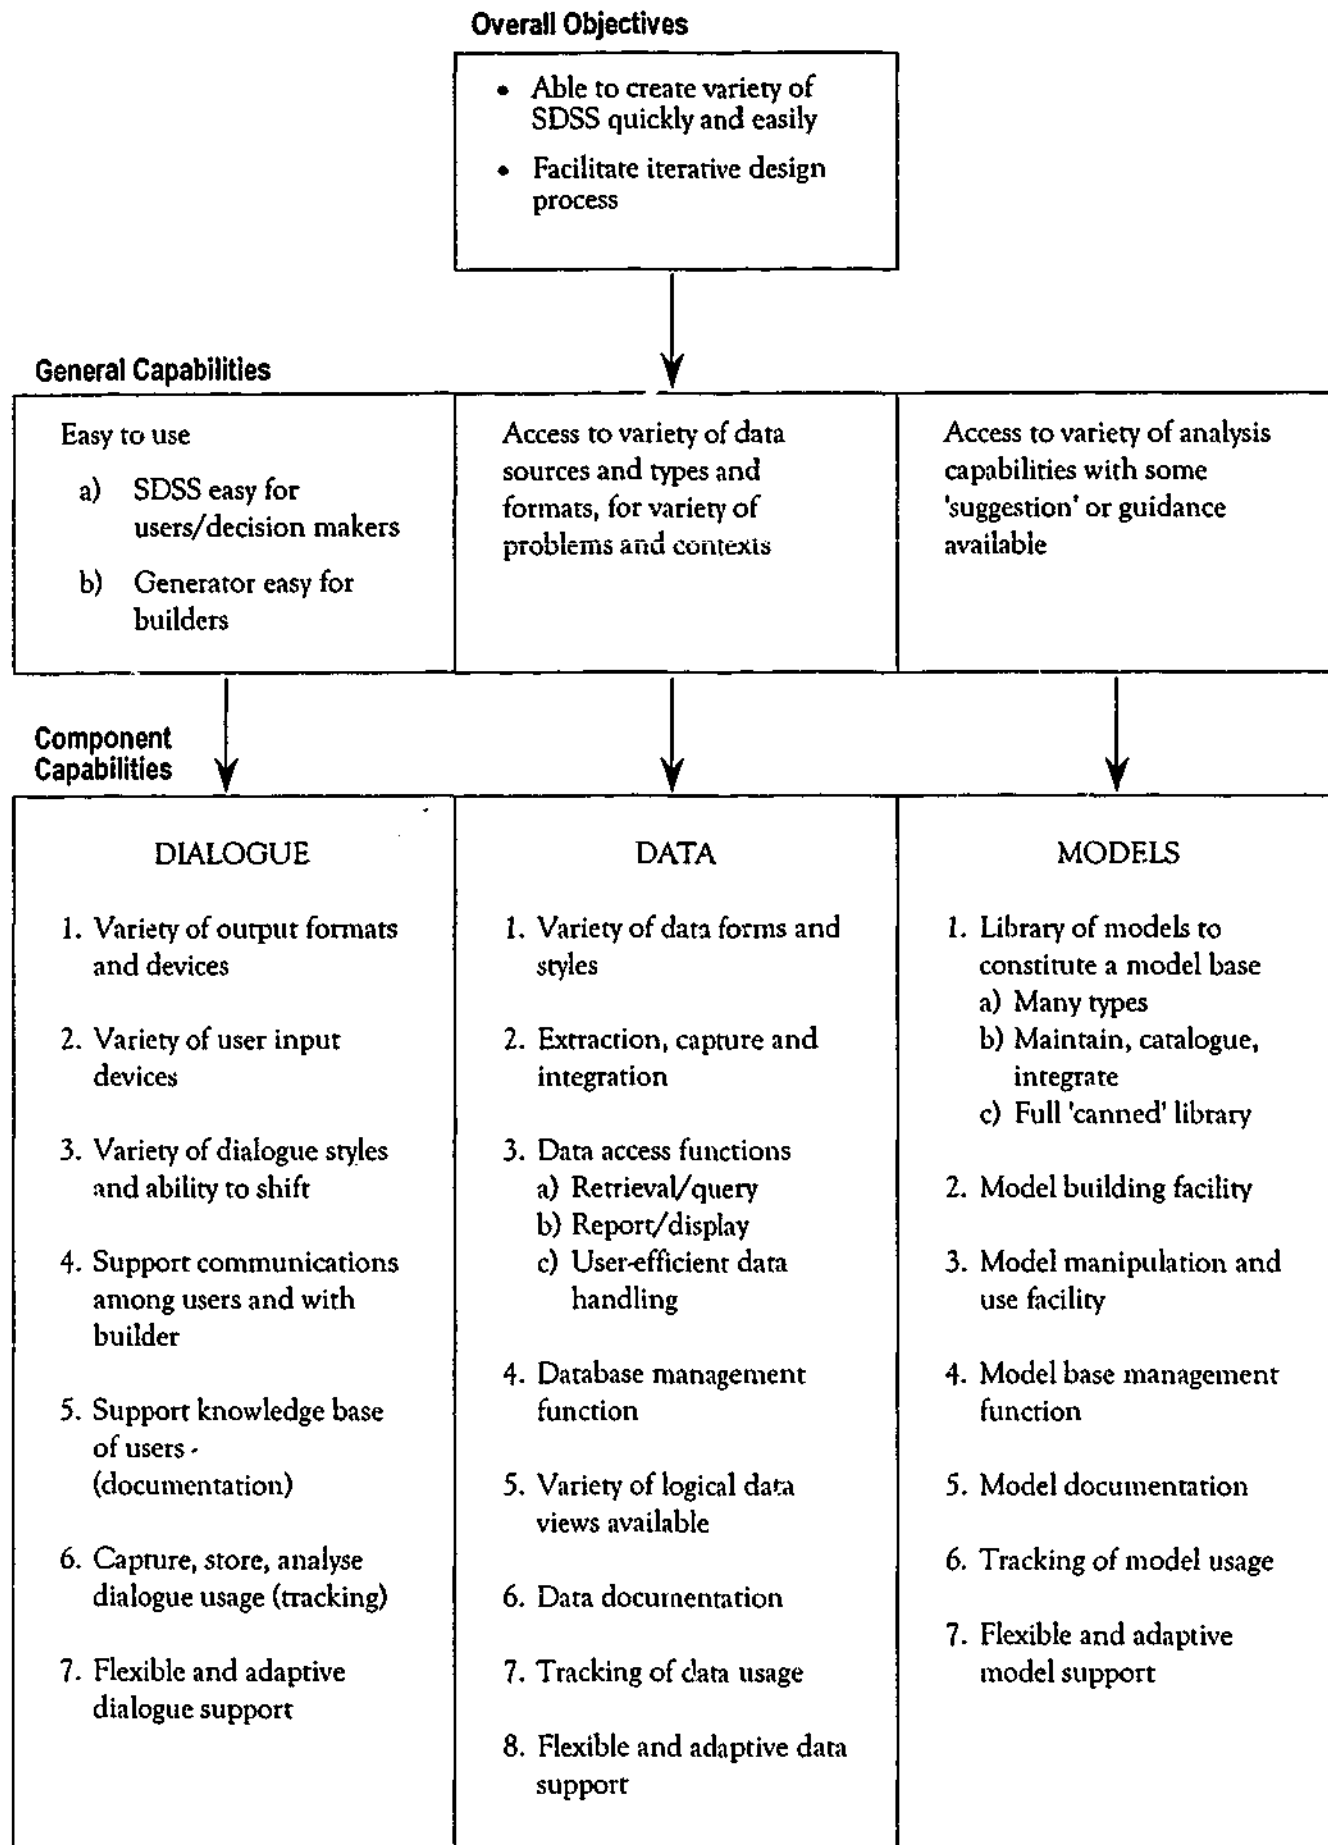 Overall Objectives
• Able to create variety of
SDSS quickly and easily
• Facilitate iterative design
process
General Capabilities
Easy to use
a) SDSS easy for
users/decision makers
b) Generator easy for
builders
Access to variety of data
sources and types and
formats, for variety of
problems and contexts
Access to variety of analysis
capabilities with some
'suggestion' or guidance
available
Component
Capabilities
DIALOGUE
1. Variety of output formats
and devices
2. Variety of user input
devices
3. Variety of dialogue styles
and ability to shift
4. Support communications
among users and with
builder
5. Support knowledge base
of users -
(documentation)
6. Capture, store, analyse
dialogue usage (tracking)
7. Flexible and adaptive
dialogue support
DATA
1. Variety of data forms and
styles
2. Extraction, capture and
integration
3. Data access functions
a) Retrieval/query
b) Report/display
c) User-efficient data
handling
4. Database management
function
5. Variety of logical data
views available
6. Data documentation
7. Tracking of data usage
8. Flexible and adaptive data
support
MODELS
1. Library of models to
constitute a model base
a) Many types
b) Maintain, catalogue,
integrate
c) Full 'canned' library
2. Model building facility
3. Model manipulation and
use facility
4. Model base management
function
5. Model documentation
6. Tracking of model usage
7. Flexible and adaptive
model support